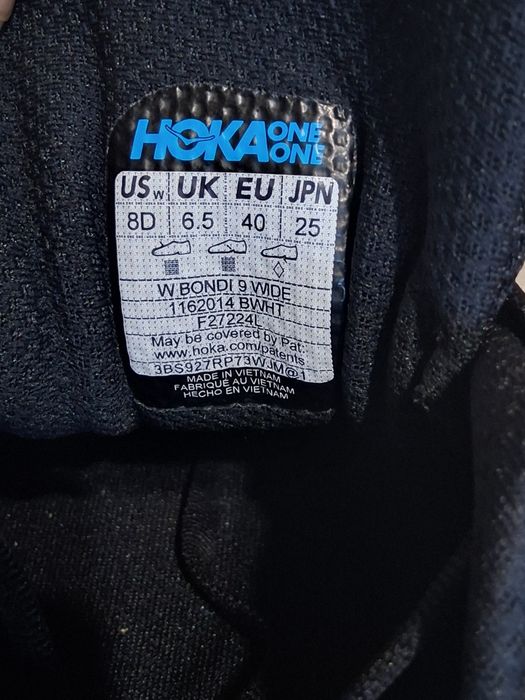 HOKA ONE ONE
US w UK EU JPN
8D 6.5 40 25
W BONDI 9 WIDE
1162014 BWHT
F27224L
May be covered by Pat.
www.hoka.com/patents
3BS927RP73WJM@1
MADE IN VIETNAM
FABRIQUÉ AU VIETNAM
HECHO EN VIETNAM